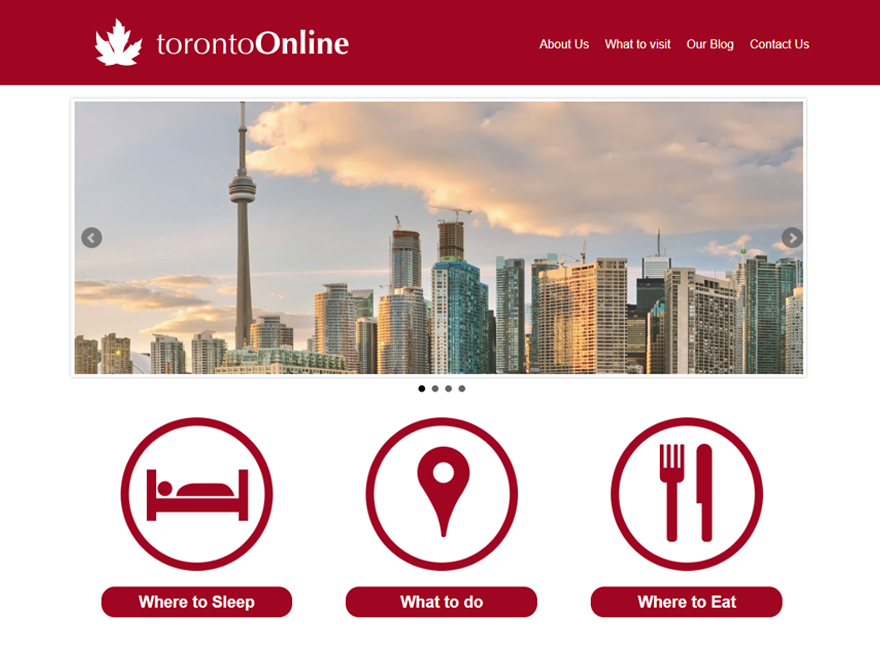 torontoOnline
About Us What to visit Our Blog Contact Us
Where to Sleep What to do Where to Eat